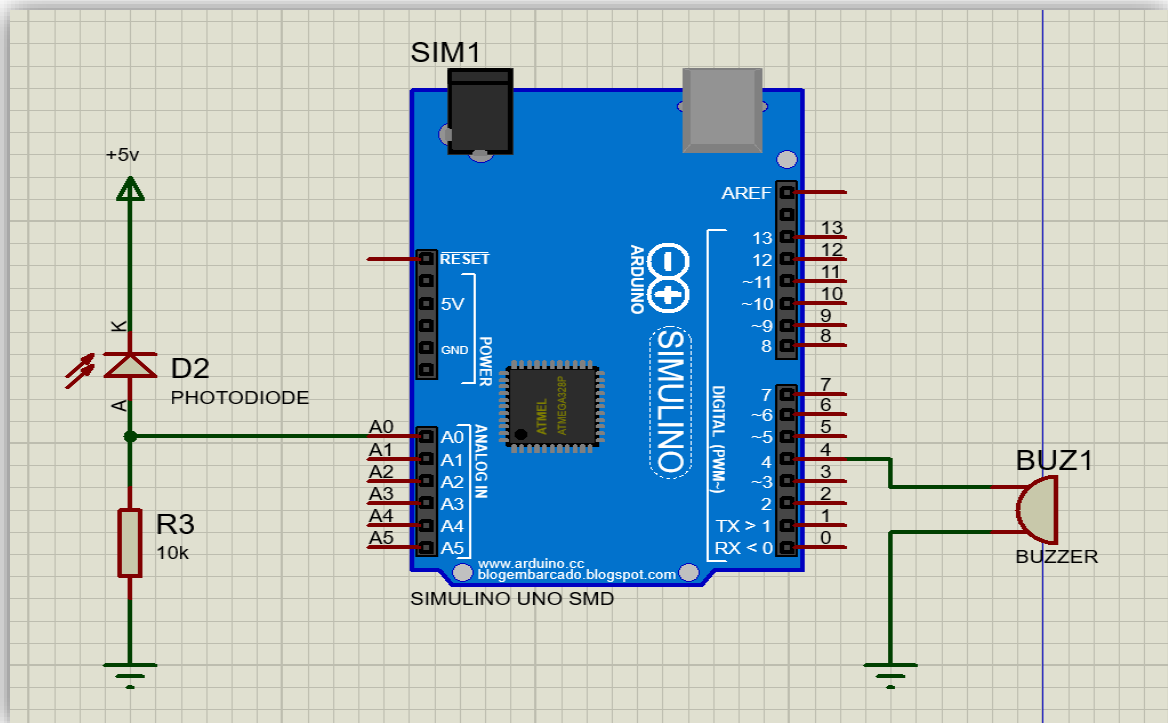 SIM1
+5v
K
A
D2
PHOTODIODE
R3
10k
A0
A1
A2
A3
A4
A5
RESET
5V
GND
POWER
A0
A1
A2
A3
A4
A5
ANALOG IN
ATMEL
ATMEGA328P
ARDUINO
SIMULINO
DIGITAL (PWM~)
AREF
13
12
~11
~10
~9
8
7
~6
~5
4
~3
2
TX > 1
RX < 0
13
12
11
10
9
8
7
6
5
4
3
2
1
0
www.arduino.cc
blogembarcado.blogspot.com
SIMULINO UNO SMD
BUZ1
BUZZER